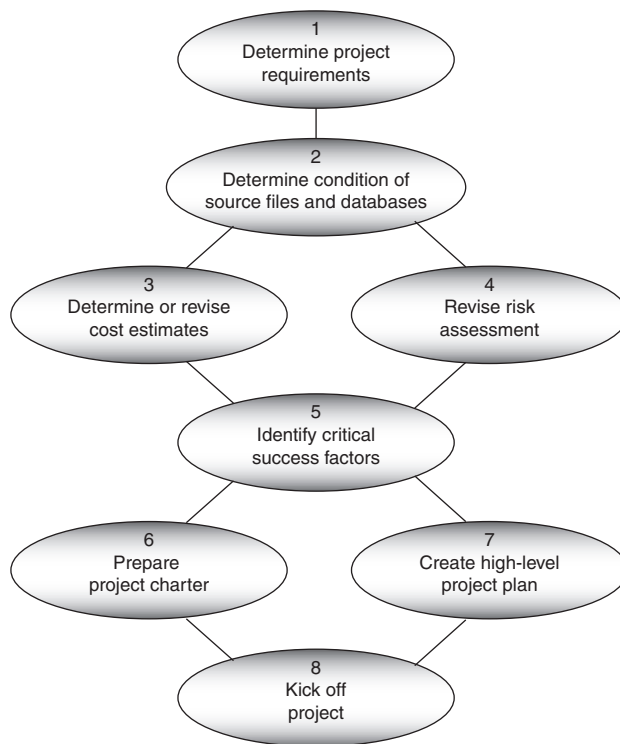 1
Determine project
requirements
2
Determine condition of
source files and databases
3
Determine or revise
cost estimates
4
Revise risk
assessment
5
Identify critical
success factors
6
Prepare
project charter
7
Create high-level
project plan
8
Kick off
project